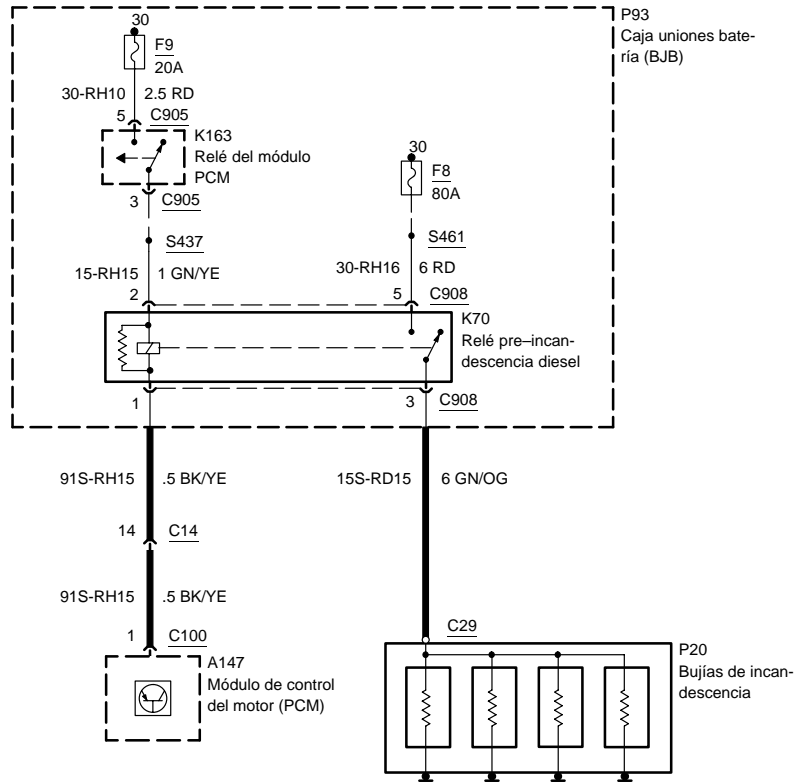 30
P93
Caja uniones bate-
ría (BJB)
F9
20A
30-RH10 2.5 RD
5 C905
K163
Relé del módulo
PCM
30
F8
80A
3 C905
S437
S461
15-RH15 1 GN/YE
30-RH16 6 RD
2
5 C908
K70
Relé pre–incan-
descencia diesel
1
3 C908
91S-RH15 .5 BK/YE
15S-RD15 6 GN/OG
14 C14
91S-RH15 .5 BK/YE
1 C100
C29
A147
Módulo de control
del motor (PCM)
P20
Bujías de incan-
descencia